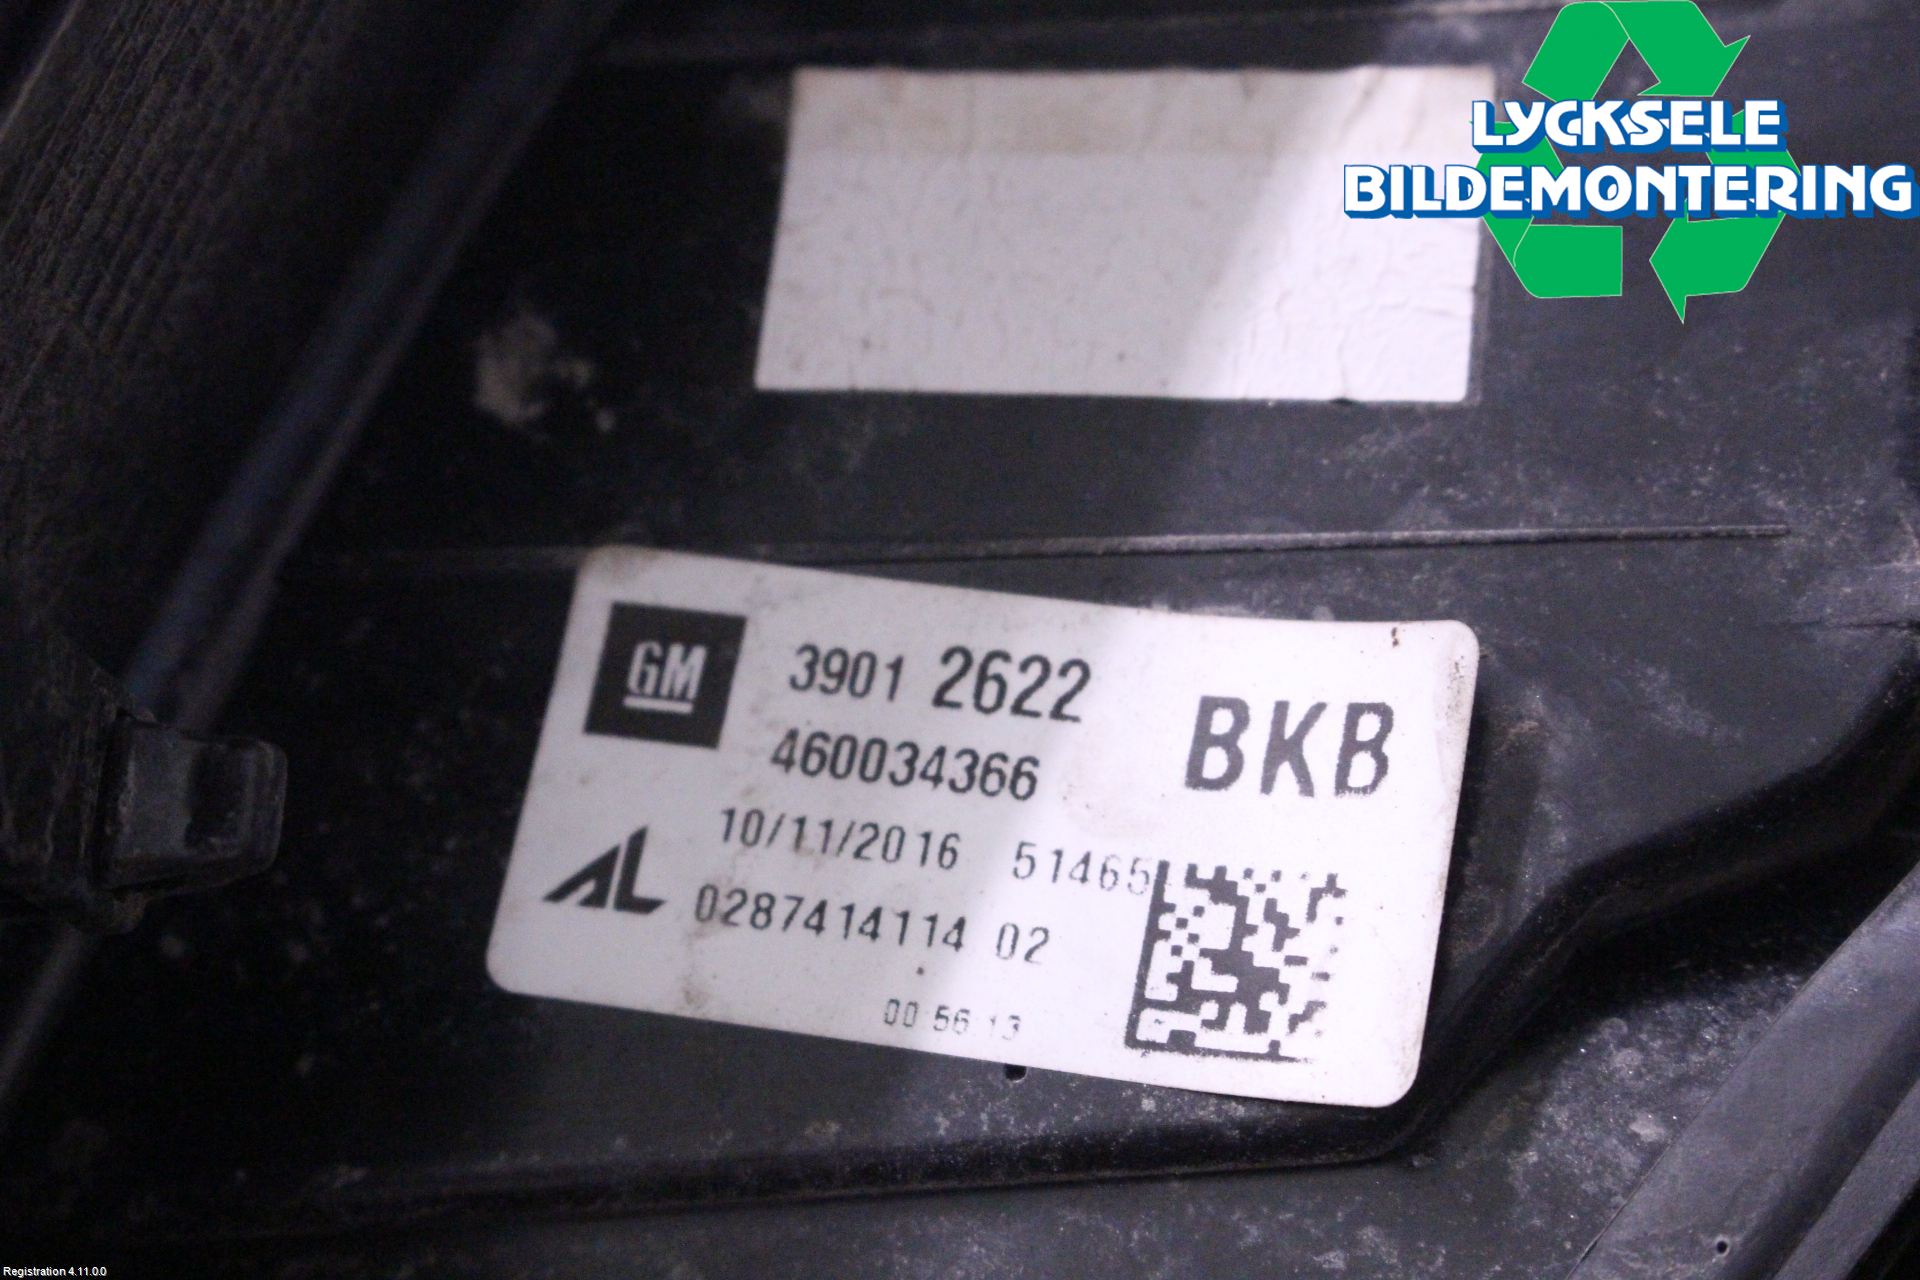 LYCKSELE
BILDEMONTERING
GM 3901 2622 BKB
460034366
10/11/2016 51465
AL 0287414114 02
00:56:13
Registration 4.11.0.0